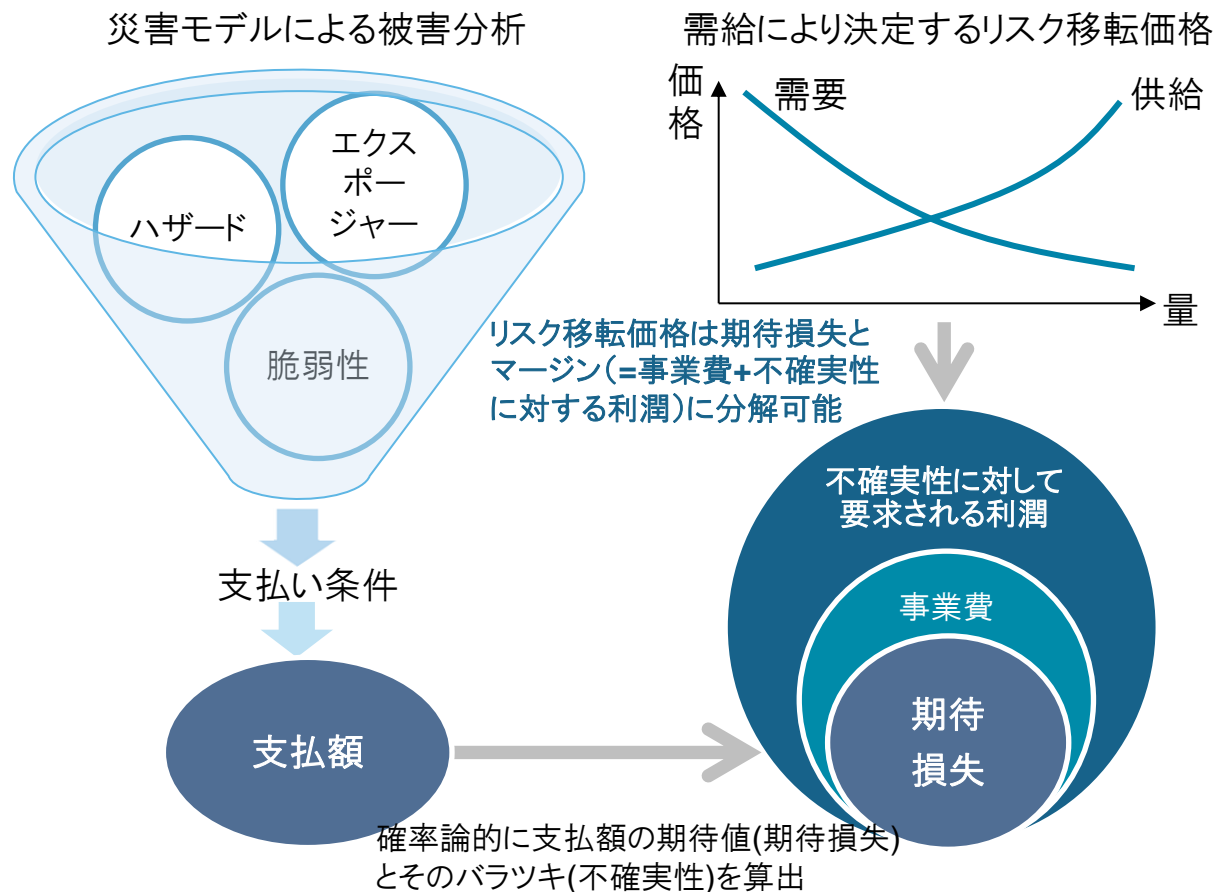 災害モデルによる被害分析
ハザード
エクス
ポー
ジャー
脆弱性
支払い条件
支払額
需給により決定するリスク移転価格
価
格
需要
供給
量
リスク移転価格は期待損失と
マージン(=事業費+不確実性
に対する利潤)に分解可能
不確実性に対して
要求される利潤
事業費
期待
損失
確率論的に支払額の期待値(期待損失)
とそのバラツキ(不確実性)を算出